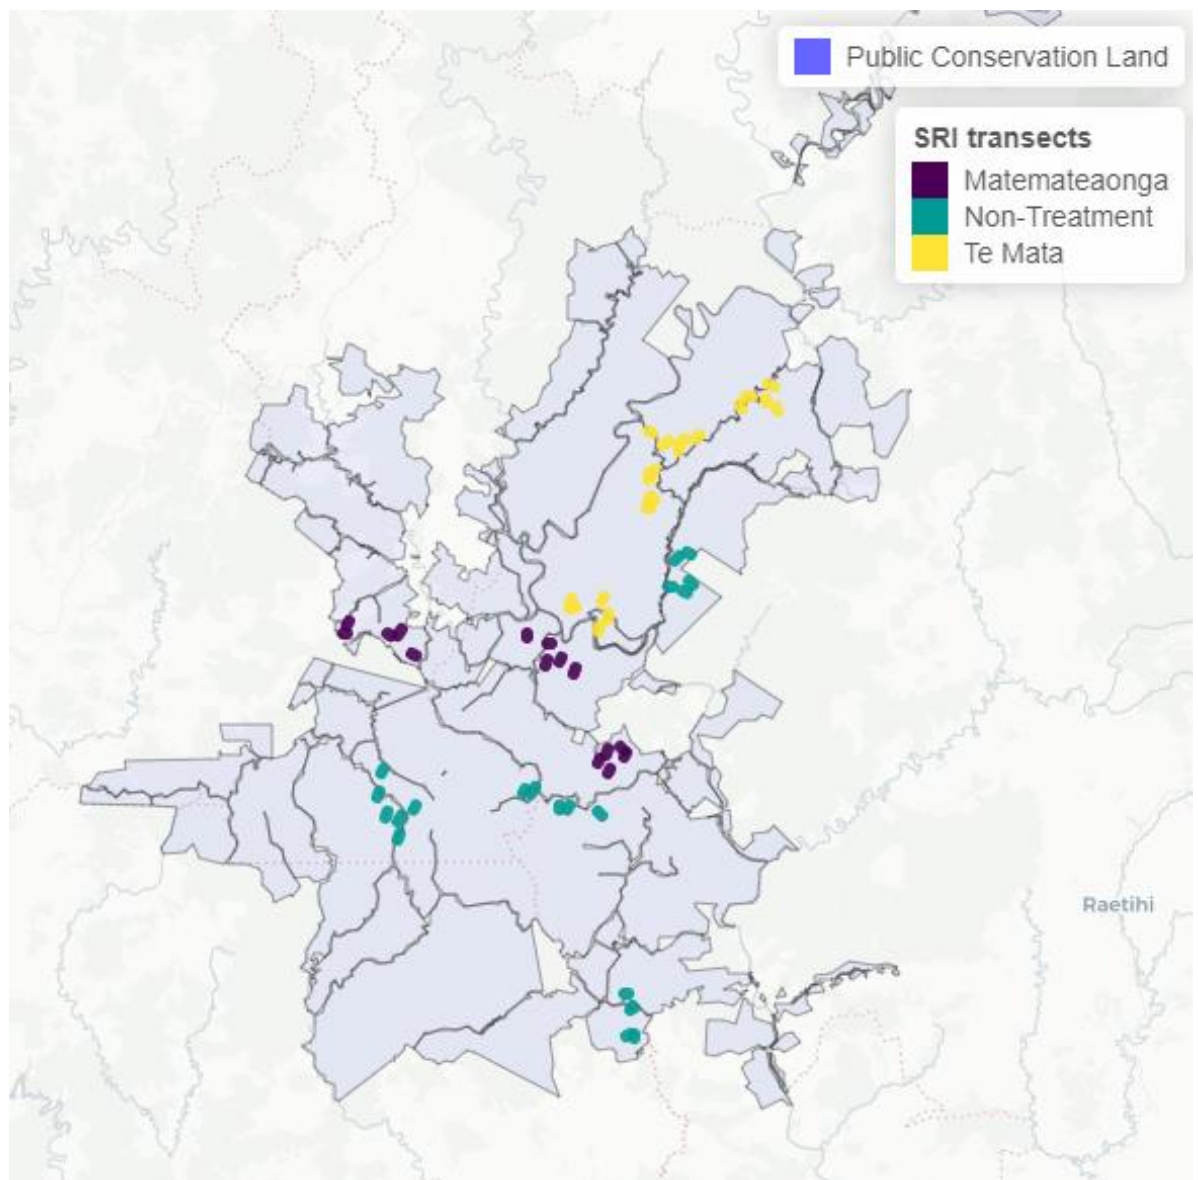 Public Conservation Land
SRI transects
Matemateaonga
Non-Treatment
Te Mata
Raetihi